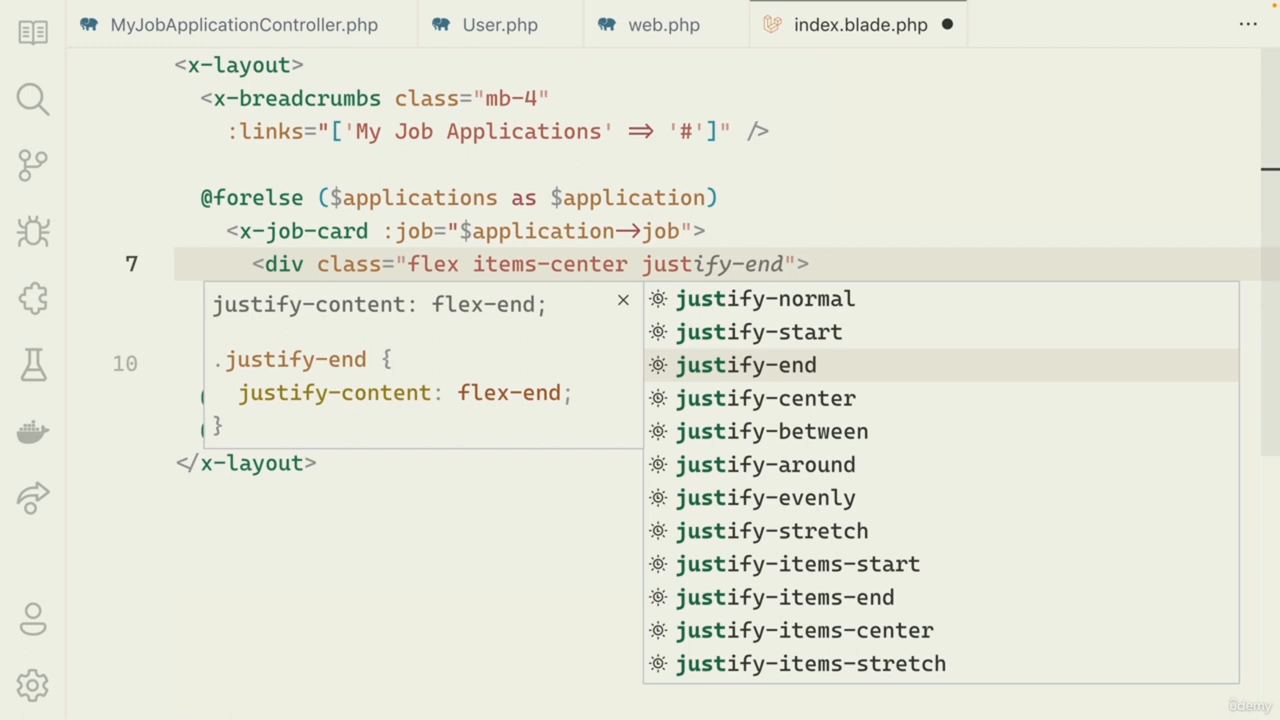 MyJobApplicationController.php
User.php
web.php
index.blade.php
<x-layout>
<x-breadcrumbs class="mb-4"
:links="['My Job Applications' => '#']" />
@forelse ($applications as $application)
<x-job-card :job="$application->job">
7 <div class="flex items-center justify-end">
justify-content: flex-end;
.justify-end {
justify-content: flex-end;
}
justify-normal
justify-start
justify-end
justify-center
justify-between
justify-around
justify-evenly
justify-stretch
justify-items-start
justify-items-end
justify-items-center
justify-items-stretch
10
</x-layout>
ûdemy